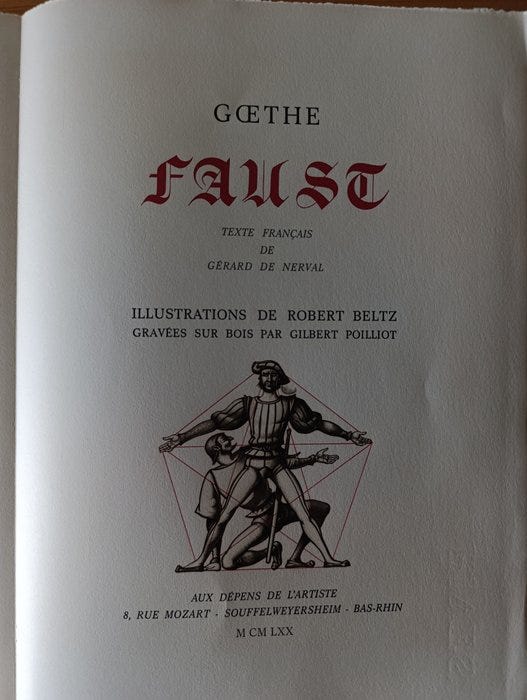 GŒTHE
FAUST
TEXTE FRANÇAIS
DE
GÉRARD DE NERVAL
ILLUSTRATIONS DE ROBERT BELTZ
GRAVÉES SUR BOIS PAR GILBERT POILLIOT
AUX DÉPENS DE L'ARTISTE
8, RUE MOZART - SOUFFELWEYERSHEIM - BAS-RHIN
M CM LXX